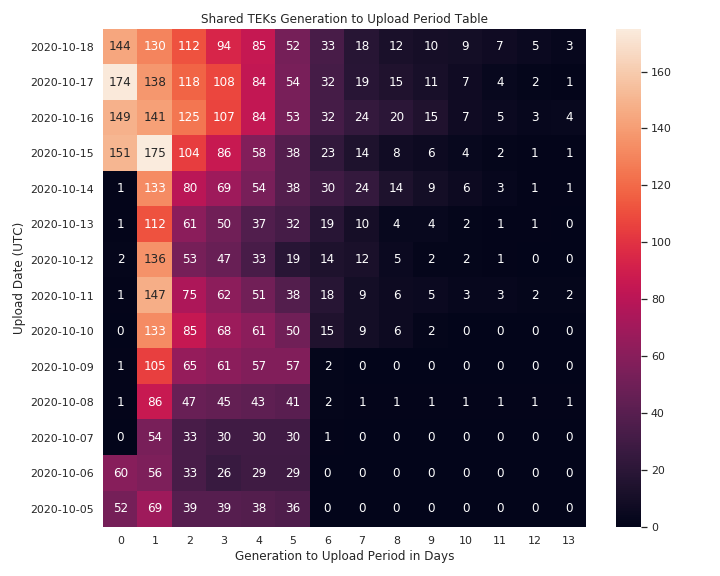 Shared TEKs Generation to Upload Period Table
Upload Date (UTC)
2020-10-18 144 130 112 94 85 52 33 18 12 10 9 7 5 3
2020-10-17 174 138 118 108 84 54 32 19 15 11 7 4 2 1
2020-10-16 149 141 125 107 84 53 32 24 20 15 7 5 3 4
2020-10-15 151 175 104 86 58 38 23 14 8 6 4 2 1 1
2020-10-14 1 133 80 69 54 38 30 24 14 9 6 3 1 1
2020-10-13 1 112 61 50 37 32 19 10 4 4 2 1 1 0
2020-10-12 2 136 53 47 33 19 14 12 5 2 2 1 0 0
2020-10-11 1 147 75 62 51 38 18 9 6 5 3 3 2 2
2020-10-10 0 133 85 68 61 50 15 9 6 2 0 0 0 0
2020-10-09 1 105 65 61 57 57 2 0 0 0 0 0 0 0
2020-10-08 1 86 47 45 43 41 2 1 1 1 1 1 1 1
2020-10-07 0 54 33 30 30 30 1 0 0 0 0 0 0 0
2020-10-06 60 56 33 26 29 29 0 0 0 0 0 0 0 0
2020-10-05 52 69 39 39 38 36 0 0 0 0 0 0 0 0
0 1 2 3 4 5 6 7 8 9 10 11 12 13
Generation to Upload Period in Days
160
140
120
100
80
60
40
20
0